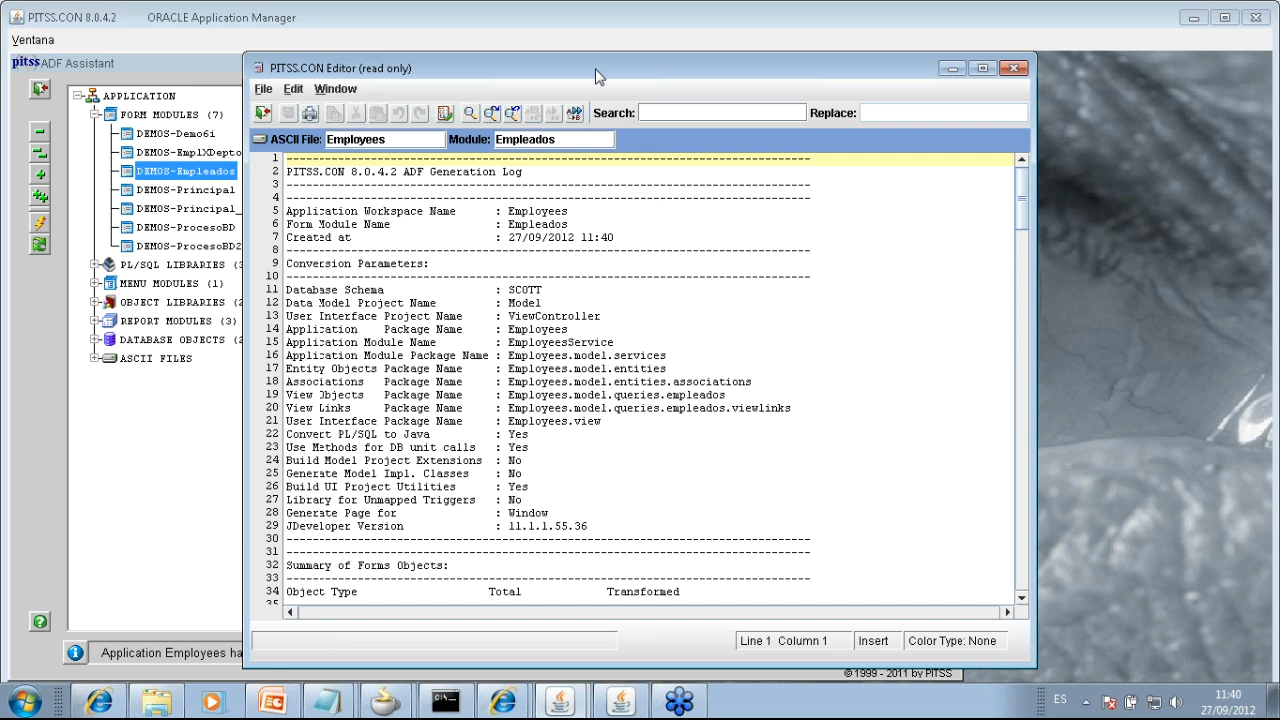 PITSS.CON 8.0.4.2 ORACLE Application Manager
Ventana
pitss ADF Assistant
APPLICATION
FORM MODULES (7)
DEMOS-Demo6i
DEMOS-EmplXDepto
DEMOS-Empleados
DEMOS-Principal
DEMOS-Principal_
DEMOS-ProcesoBD
DEMOS-ProcesoBD2
PL/SQL LIBRARIES (3
MENU MODULES (1)
OBJECT LIBRARIES (2
REPORT MODULES (3)
DATABASE OBJECTS (2
ASCII FILES
Application Employees ha
PITSS.CON Editor (read only)
File Edit Window
Search: Replace:
ASCII File: Employees Module: Empleados
1 --------------------------------------------------------------------------------
2 PITSS.CON 8.0.4.2 ADF Generation Log
3 --------------------------------------------------------------------------------
4 --------------------------------------------------------------------------------
5 Application Workspace Name : Employees
6 Form Module Name : Empleados
7 Created at : 27/09/2012 11:40
8 --------------------------------------------------------------------------------
9 Conversion Parameters:
10 --------------------------------------------------------------------------------
11 Database Schema : SCOTT
12 Data Model Project Name : Model
13 User Interface Project Name : ViewController
14 Application Package Name : Employees
15 Application Module Name : EmployeesService
16 Application Module Package Name : Employees.model.services
17 Entity Objects Package Name : Employees.model.entities
18 Associations Package Name : Employees.model.entities.associations
19 View Objects Package Name : Employees.model.queries.empleados
20 View Links Package Name : Employees.model.queries.empleados.viewlinks
21 User Interface Package Name : Employees.view
22 Convert PL/SQL to Java : Yes
23 Use Methods for DB unit calls : Yes
24 Build Model Project Extensions : No
25 Generate Model Impl. Classes : No
26 Build UI Project Utilities : Yes
27 Library for Unmapped Triggers : No
28 Generate Page for : Window
29 JDeveloper Version : 11.1.1.55.36
30 --------------------------------------------------------------------------------
31 --------------------------------------------------------------------------------
32 Summary of Forms Objects:
33 --------------------------------------------------------------------------------
34 Object Type Total Transformed
35
Line 1 Column 1 Insert Color Type: None
© 1999 - 2011 by PITSS
ES
11:40
27/09/2012